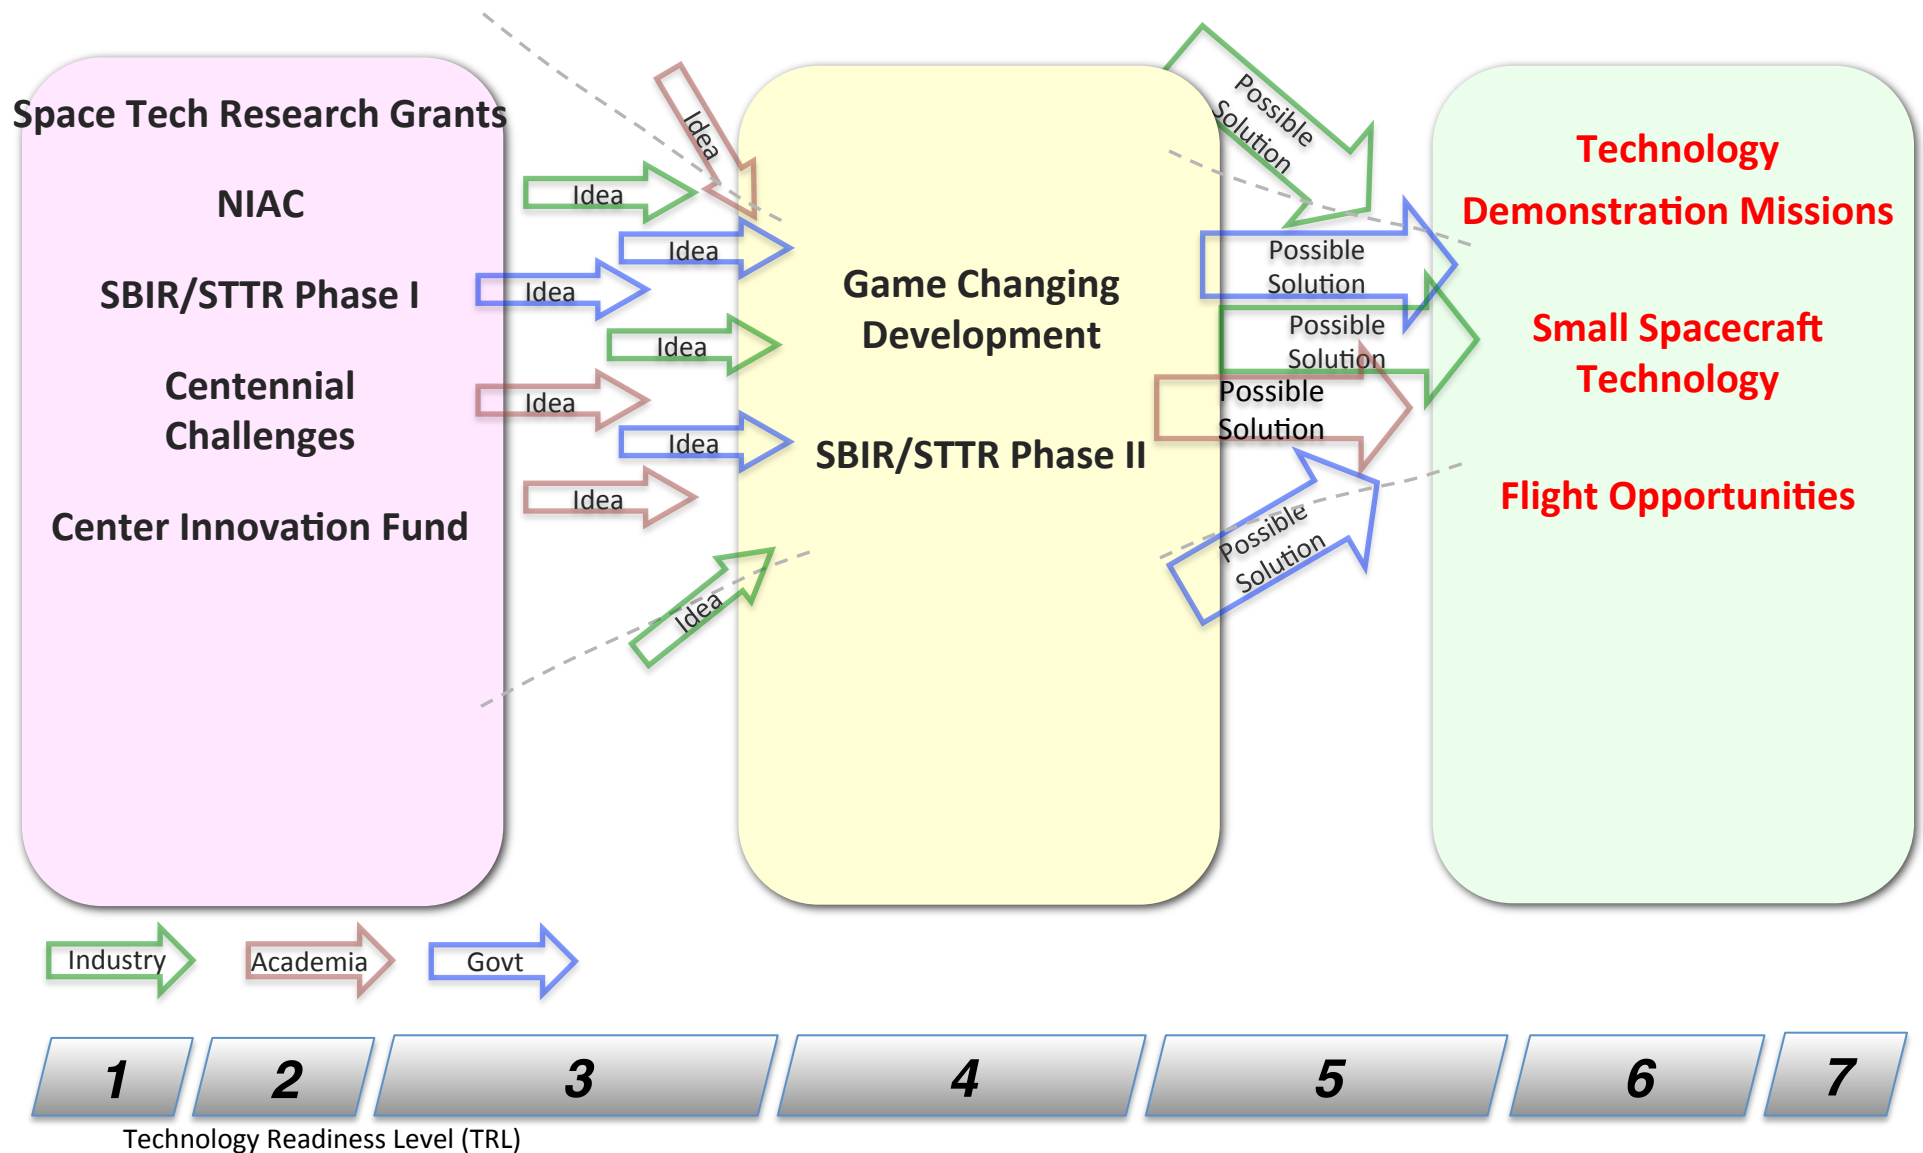 Space Tech Research Grants
NIAC
SBIR/STTR Phase I
Centennial
Challenges
Center Innovation Fund
Idea
Idea
Idea
Idea
Idea
Idea
Idea
Idea
Idea
Game Changing
Development
SBIR/STTR Phase II
Possible
Solution
Possible
Solution
Possible
Solution
Possible
Solution
Possible
Solution
Technology
Demonstration Missions
Small Spacecraft
Technology
Flight Opportunities
Industry
Academia
Govt
1
2
3
4
5
6
7
Technology Readiness Level (TRL)